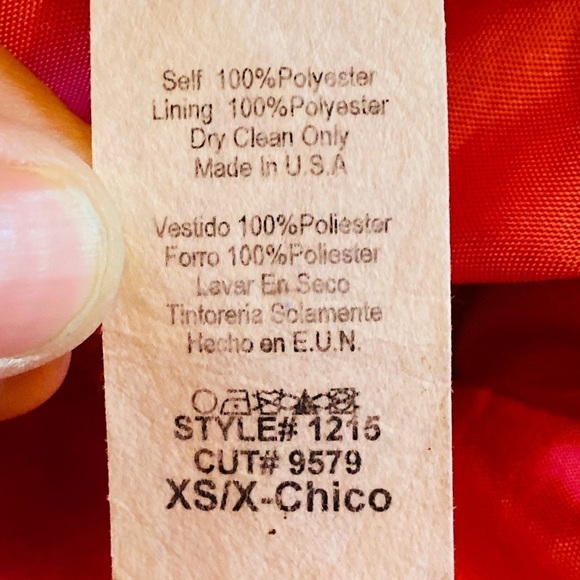 Self 100%Polyester
Lining 100%Polyester
Dry Clean Only
Made In U.S.A
Vestido 100%Poliester
Forro 100%Poliester
Lavar En Seco
Tintoreria Solamente
Hecho en E.U.N.
STYLE# 1215
CUT# 9579
XS/X-Chico